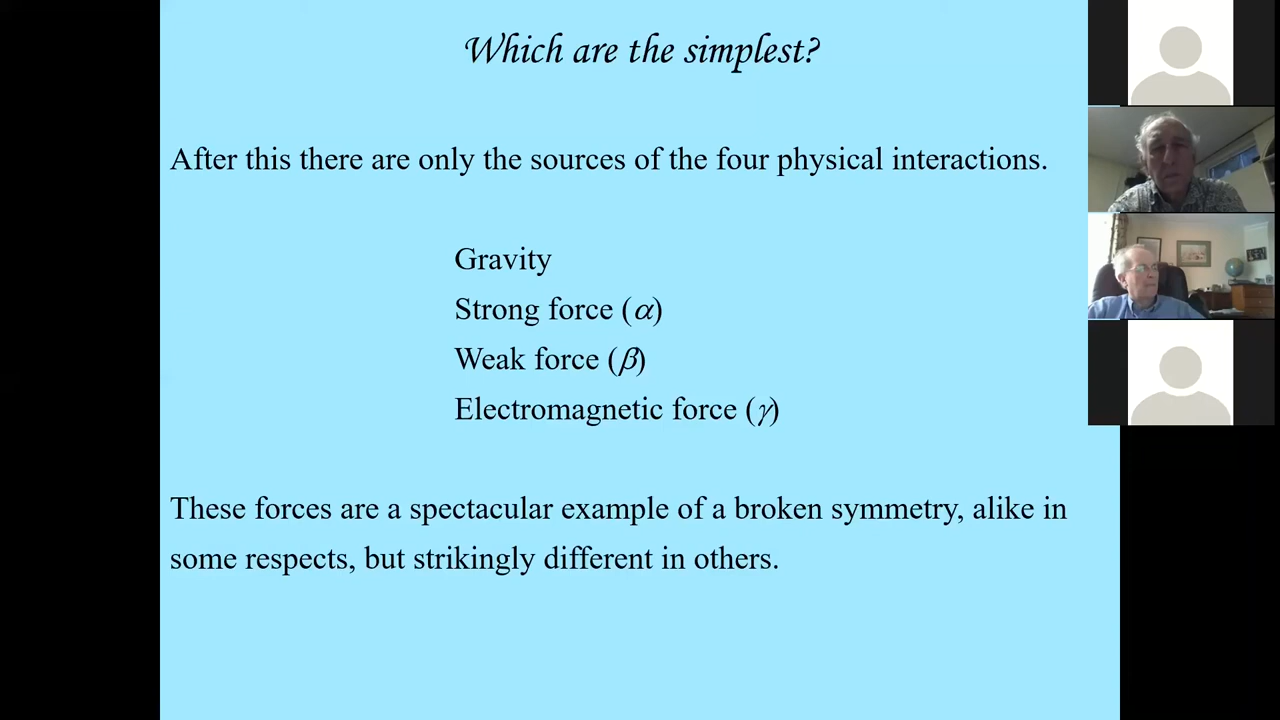 Which are the simplest?
After this there are only the sources of the four physical interactions.
Gravity
Strong force (α)
Weak force (β)
Electromagnetic force (γ)
These forces are a spectacular example of a broken symmetry, alike in
some respects, but strikingly different in others.